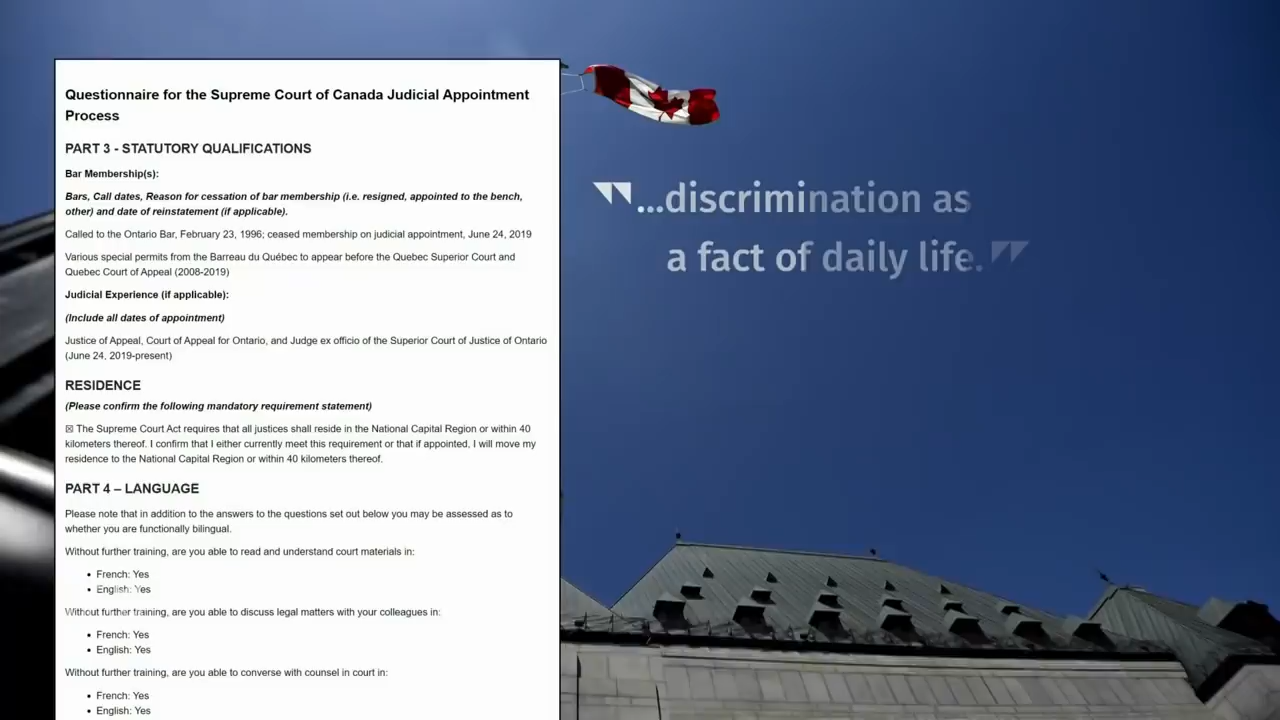 Questionnaire for the Supreme Court of Canada Judicial Appointment
Process
PART 3 - STATUTORY QUALIFICATIONS
Bar Membership(s):
Bars, Call dates, Reason for cessation of bar membership (i.e. resigned, appointed to the bench,
other) and date of reinstatement (if applicable).
Called to the Ontario Bar, February 23, 1996; ceased membership on judicial appointment, June 24, 2019
Various special permits from the Barreau du Québec to appear before the Quebec Superior Court and
Quebec Court of Appeal (2008-2019)
Judicial Experience (if applicable):
(Include all dates of appointment)
Justice of Appeal, Court of Appeal for Ontario, and Judge ex officio of the Superior Court of Justice of Ontario
(June 24, 2019-present)
RESIDENCE
(Please confirm the following mandatory requirement statement)
☒ The Supreme Court Act requires that all justices shall reside in the National Capital Region or within 40
kilometers thereof. I confirm that I either currently meet this requirement or that if appointed, I will move my
residence to the National Capital Region or within 40 kilometers thereof.
PART 4 – LANGUAGE
Please note that in addition to the answers to the questions set out below you may be assessed as to
whether you are functionally bilingual.
Without further training, are you able to read and understand court materials in:
• French: Yes
• English: Yes
Without further training, are you able to discuss legal matters with your colleagues in:
• French: Yes
• English: Yes
Without further training, are you able to converse with counsel in court in:
• French: Yes
• English: Yes
"...discrimination as
a fact of daily life."